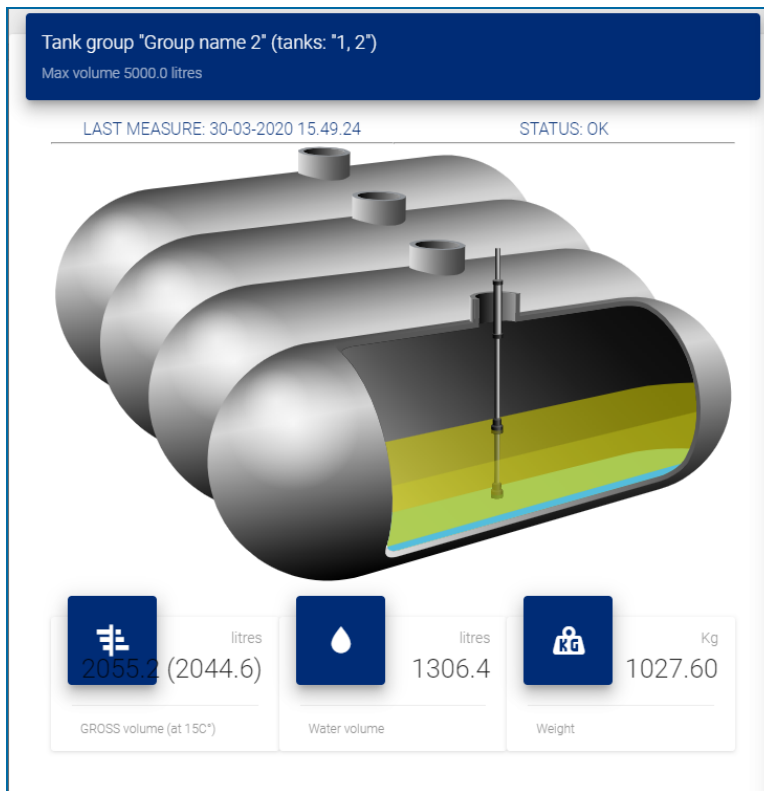 Tank group "Group name 2" (tanks: "1, 2")
Max volume 5000.0 litres
LAST MEASURE: 30-03-2020 15.49.24
STATUS: OK
litres
2055.2 (2044.6)
GROSS volume (at 15C°)
litres
1306.4
Water volume
KG
Kg
1027.60
Weight